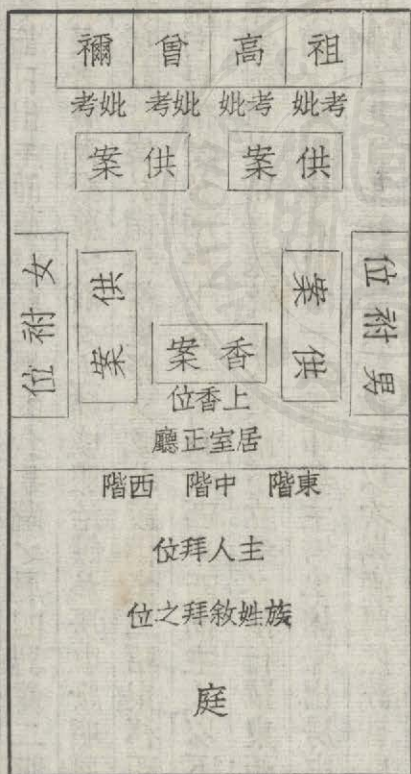 祖 高 曾 禰
考妣 考妣 妣考 妣考
供案 供案
男祔位
供案
香案
供案
女祔位
上香位
居室正廳
東階 中階 西階
主人拜位
族姓敘拜之位
庭